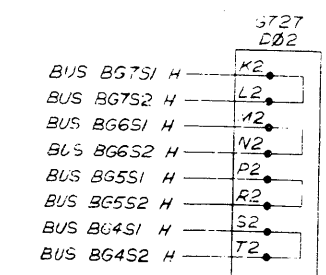 G727
DØ2
BUS BG7S1 H K2
BUS BG7S2 H L2
BUS BG6S1 H M2
BUS BG6S2 H N2
BUS BG5S1 H P2
BUS BG5S2 H R2
BUS BG4S1 H S2
BUS BG4S2 H T2